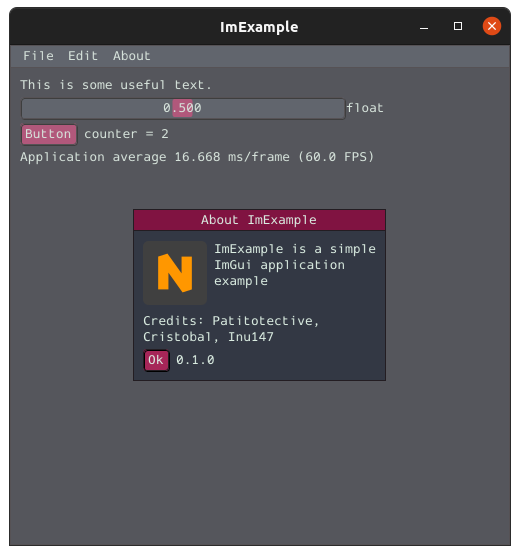 ImExample
File Edit About
This is some useful text.
0.500 float
Button counter = 2
Application average 16.668 ms/frame (60.0 FPS)
About ImExample
N
ImExample is a simple
ImGui application
example
Credits: Patitotective,
Cristobal, Inu147
Ok 0.1.0